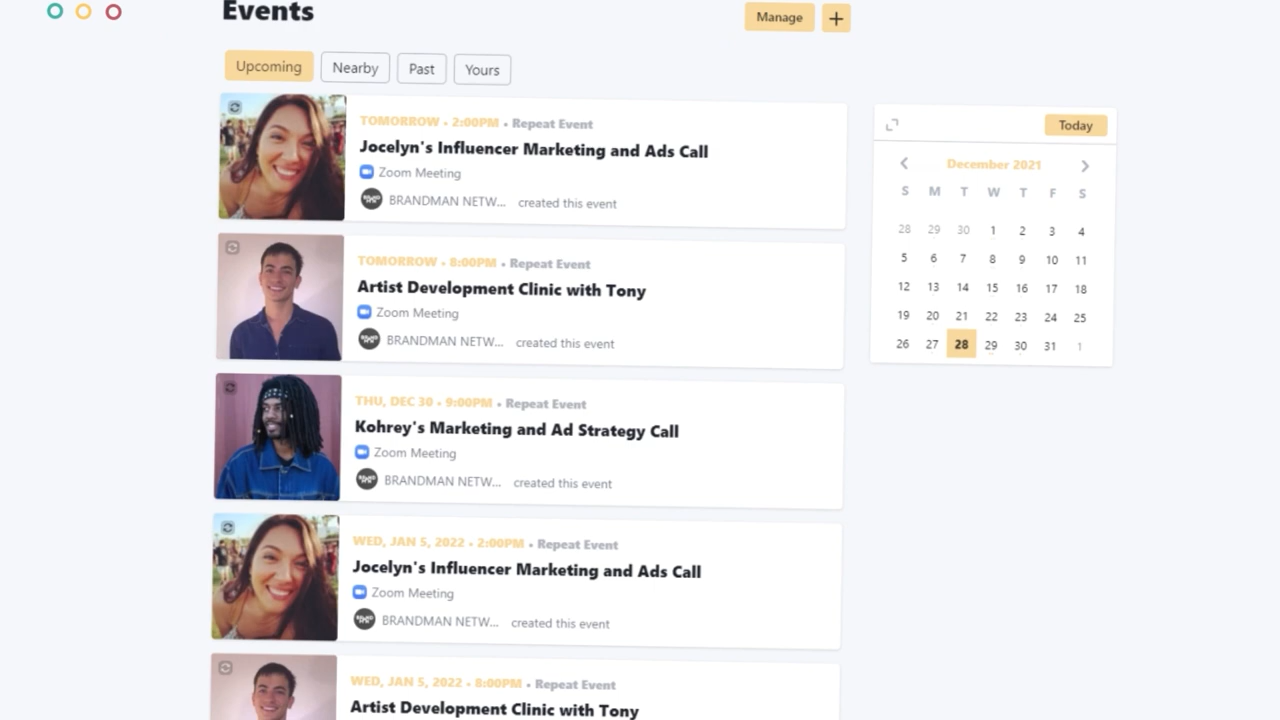 Events
Manage
+
Upcoming
Nearby
Past
Yours
TOMORROW • 2:00PM • Repeat Event
Jocelyn's Influencer Marketing and Ads Call
Zoom Meeting
BRANDMAN NETW... created this event
TOMORROW • 8:00PM • Repeat Event
Artist Development Clinic with Tony
Zoom Meeting
BRANDMAN NETW... created this event
THU, DEC 30 • 9:00PM • Repeat Event
Kohrey's Marketing and Ad Strategy Call
Zoom Meeting
BRANDMAN NETW... created this event
WED, JAN 5, 2022 • 2:00PM • Repeat Event
Jocelyn's Influencer Marketing and Ads Call
Zoom Meeting
BRANDMAN NETW... created this event
WED, JAN 5, 2022 • 8:00PM • Repeat Event
Artist Development Clinic with Tony
Today
December 2021
S M T W T F S
28 29 30 1 2 3 4
5 6 7 8 9 10 11
12 13 14 15 16 17 18
19 20 21 22 23 24 25
26 27 28 29 30 31 1